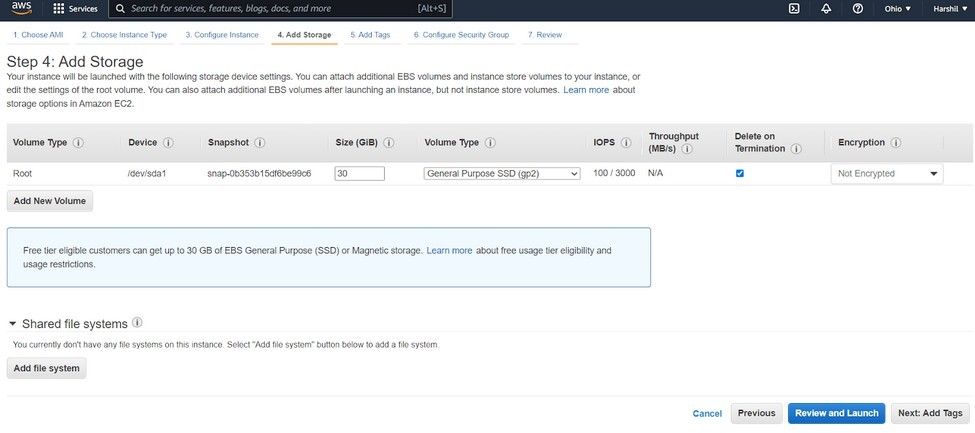 aws Services Search for services, features, blogs, docs, and more [Alt+S] Ohio Harshil
1. Choose AMI 2. Choose Instance Type 3. Configure Instance 4. Add Storage 5. Add Tags 6. Configure Security Group 7. Review
Step 4: Add Storage
Your instance will be launched with the following storage device settings. You can attach additional EBS volumes and instance store volumes to your instance, or
edit the settings of the root volume. You can also attach additional EBS volumes after launching an instance, but not instance store volumes. Learn more about
storage options in Amazon EC2.
Volume Type Device Snapshot Size (GiB) Volume Type IOPS Throughput (MB/s) Delete on Termination Encryption
Root /dev/sda1 snap-0b353b15df6be99c6 30 General Purpose SSD (gp2) 100 / 3000 N/A Not Encrypted
Add New Volume
Free tier eligible customers can get up to 30 GB of EBS General Purpose (SSD) or Magnetic storage. Learn more about free usage tier eligibility and
usage restrictions.
Shared file systems
You currently don't have any file systems on this instance. Select "Add file system" button below to add a file system.
Add file system
Cancel Previous Review and Launch Next: Add Tags